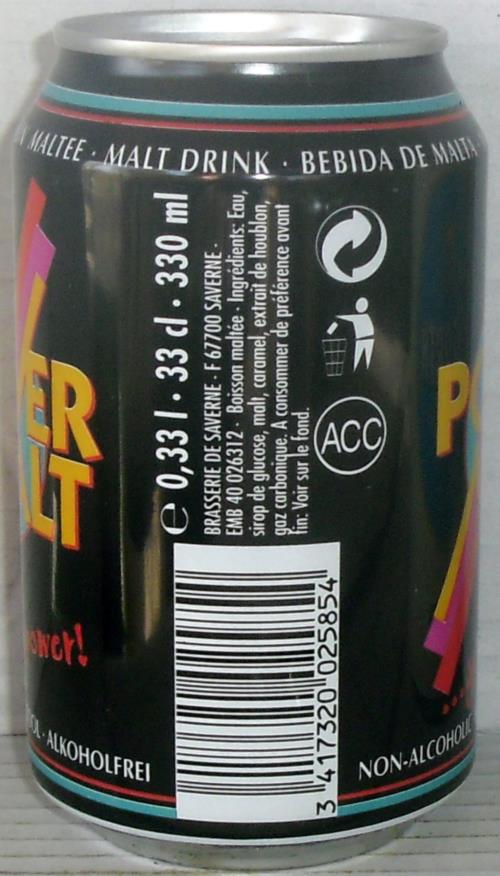 MALTEE · MALT DRINK · BEBIDA DE MALTA
ER
LT
ower!
ALKOHOLFREI
e 0,33 l · 33 cl · 330 ml
BRASSERIE DE SAVERNE · F 67700 SAVERNE ·
EMB 40 026312 · Boisson maltée · Ingrédients: Eau,
sirop de glucose, malt, caramel, extrait de houblon,
gaz carbonique. A consommer de préférence avant
fin: Voir sur le fond.
ACC
3 417320 025854
P
NON-ALCOHOLIC